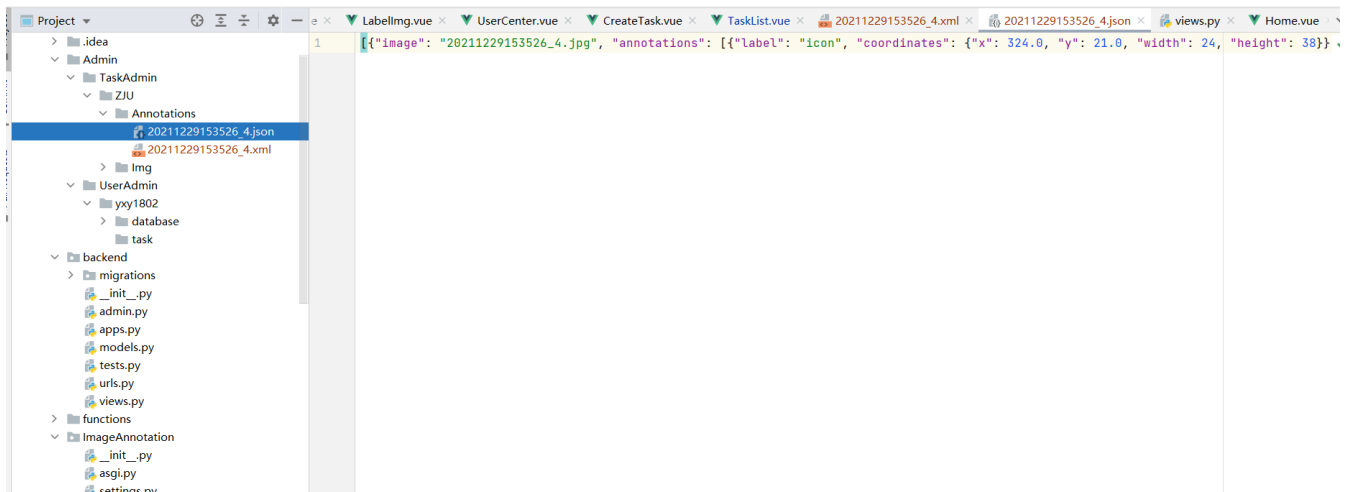 Project
e
LabelImg.vue
UserCenter.vue
CreateTask.vue
TaskList.vue
20211229153526_4.xml
20211229153526_4.json
views.py
Home.vue
.idea
Admin
TaskAdmin
ZJU
Annotations
20211229153526_4.json
20211229153526_4.xml
Img
UserAdmin
yxy1802
database
task
backend
migrations
__init__.py
admin.py
apps.py
models.py
tests.py
urls.py
views.py
functions
ImageAnnotation
__init__.py
asgi.py
settings.py
1
[{"image": "20211229153526_4.jpg", "annotations": [{"label": "icon", "coordinates": {"x": 324.0, "y": 21.0, "width": 24, "height": 38}}